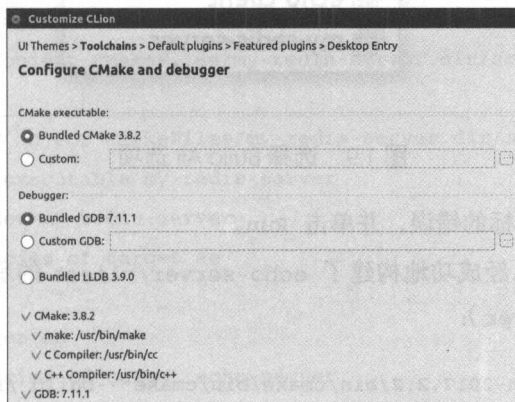 Customize CLion
UI Themes > Toolchains > Default plugins > Featured plugins > Desktop Entry
Configure CMake and debugger
CMake executable:
Bundled CMake 3.8.2
Custom:
Debugger:
Bundled GDB 7.11.1
Custom GDB:
Bundled LLDB 3.9.0
CMake: 3.8.2
make: /usr/bin/make
C Compiler: /usr/bin/cc
C++ Compiler: /usr/bin/c++
GDB: 7.11.1